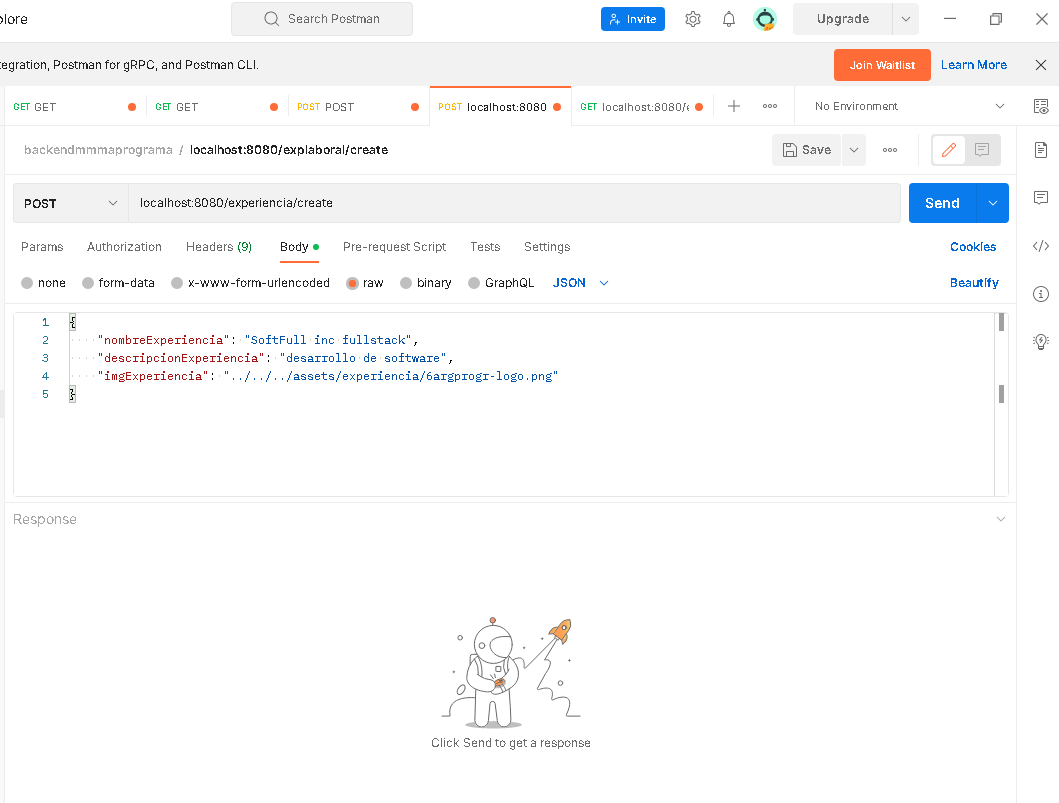 plore Search Postman Invite Upgrade
tegration, Postman for gRPC, and Postman CLI. Join Waitlist Learn More
GET GET GET GET POST POST POST localhost:8080 GET localhost:8080/e No Environment
backendmmmaprograma / localhost:8080/explaboral/create Save
POST localhost:8080/experiencia/create Send
Params Authorization Headers (9) Body Pre-request Script Tests Settings Cookies
none form-data x-www-form-urlencoded raw binary GraphQL JSON Beautify
1 {
2 "nombreExperiencia": "SoftFull inc fullstack",
3 "descripcionExperiencia": "desarrollo de software",
4 "imgExperiencia": "../../../assets/experiencia/6argprogr-logo.png"
5 }
Response
Click Send to get a response